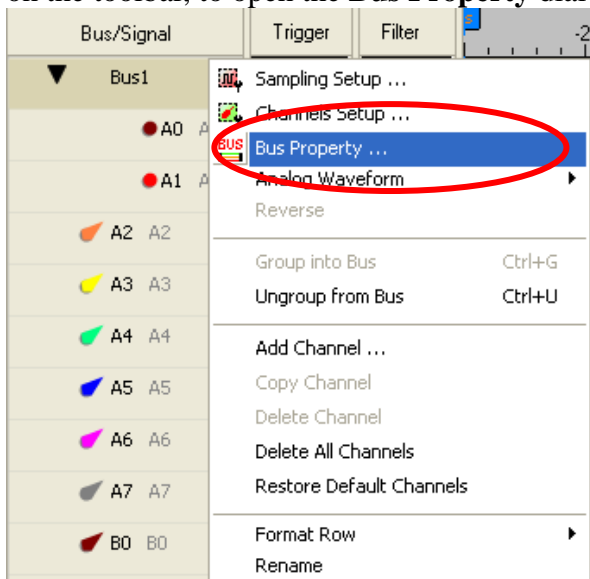 on the toolbar, to open the Bus Property
Bus/Signal Trigger Filter s -2
Bus1
Sampling Setup ...
Channels Setup ...
A0 A
BUS Bus Property ...
A1 A
Analog Waveform
Reverse
A2 A2
Group into Bus Ctrl+G
A3 A3
Ungroup from Bus Ctrl+U
A4 A4
Add Channel ...
A5 A5
Copy Channel
Delete Channel
A6 A6
Delete All Channels
A7 A7
Restore Default Channels
B0 B0
Format Row
Rename